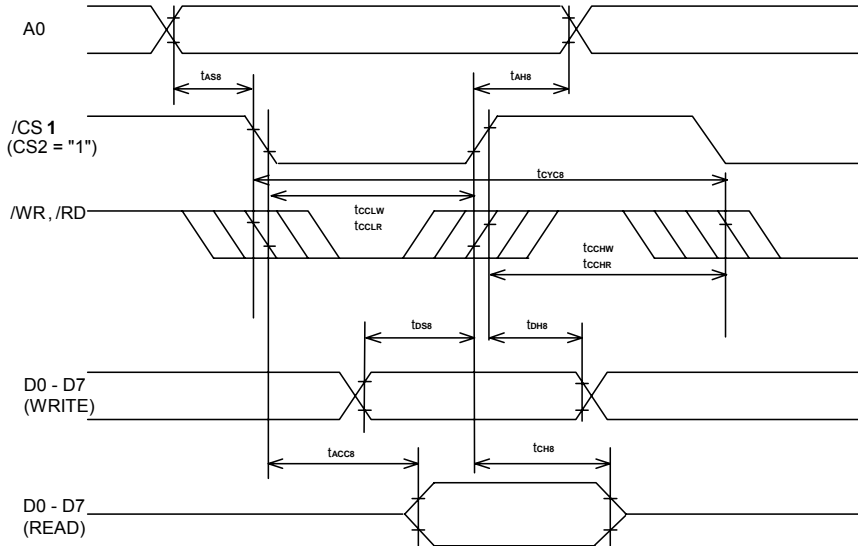 A0
tAS8
tAH8
/CS 1
(CS2 = "1")
tCYC8
/WR, /RD
tCCLW
tCCLR
tCCHW
tCCHR
tDS8
tDH8
D0 - D7
(WRITE)
tACC8
tCH8
D0 - D7
(READ)